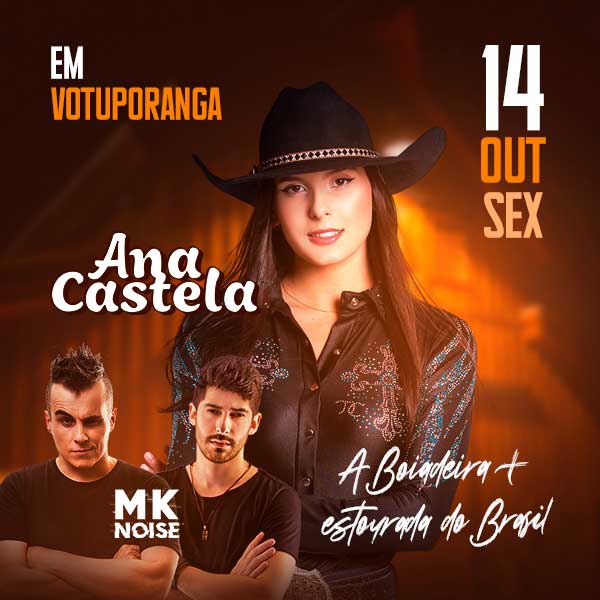 EM
VOTUPORANGA
14
OUT
SEX
Ana
Castela
MK
NOISE
A Boiadeira +
estourada do Brasil